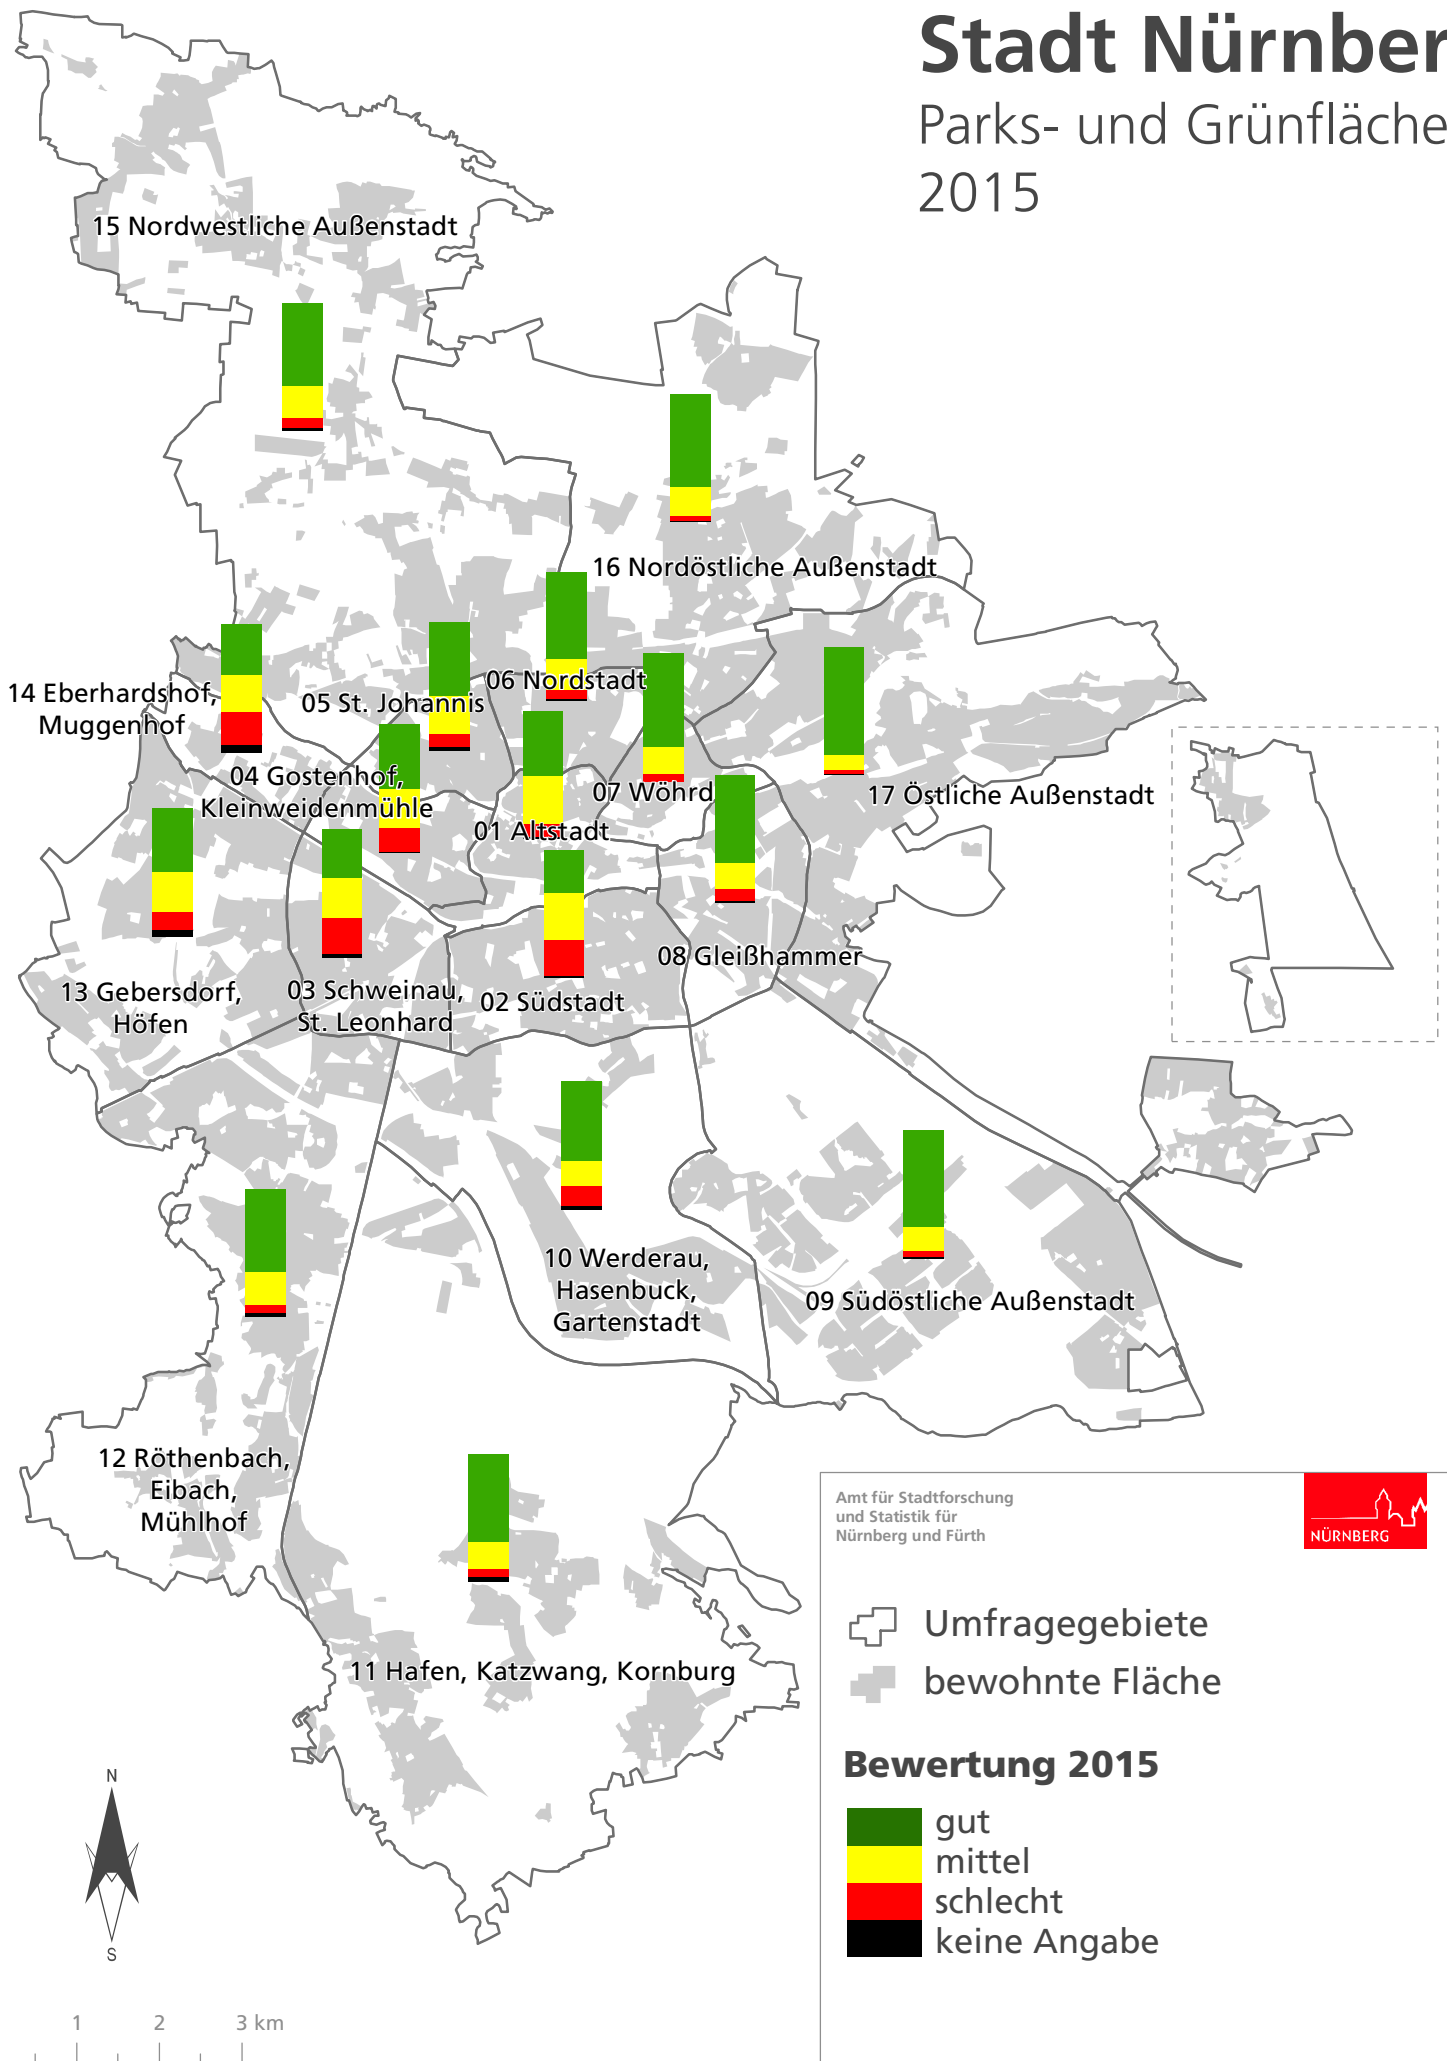 Stadt Nürnber
Parks- und Grünfläche
2015
15 Nordwestliche Außenstadt
16 Nordöstliche Außenstadt
06 Nordstadt
14 Eberhardshof,
Muggenhof
05 St. Johannis
04 Gostenhof,
Kleinweidenmühle
07 Wöhrd
17 Östliche Außenstadt
01 Altstadt
08 Gleißhammer
13 Gebersdorf,
Höfen
03 Schweinau,
St. Leonhard
02 Südstadt
10 Werderau,
Hasenbuck,
Gartenstadt
09 Südöstliche Außenstadt
12 Röthenbach,
Eibach,
Mühlhof
11 Hafen, Katzwang, Kornburg
Amt für Stadtforschung
und Statistik für
Nürnberg und Fürth
NÜRNBERG
Umfragegebiete
bewohnte Fläche
Bewertung 2015
gut
mittel
schlecht
keine Angabe
N
S
1 2 3 km